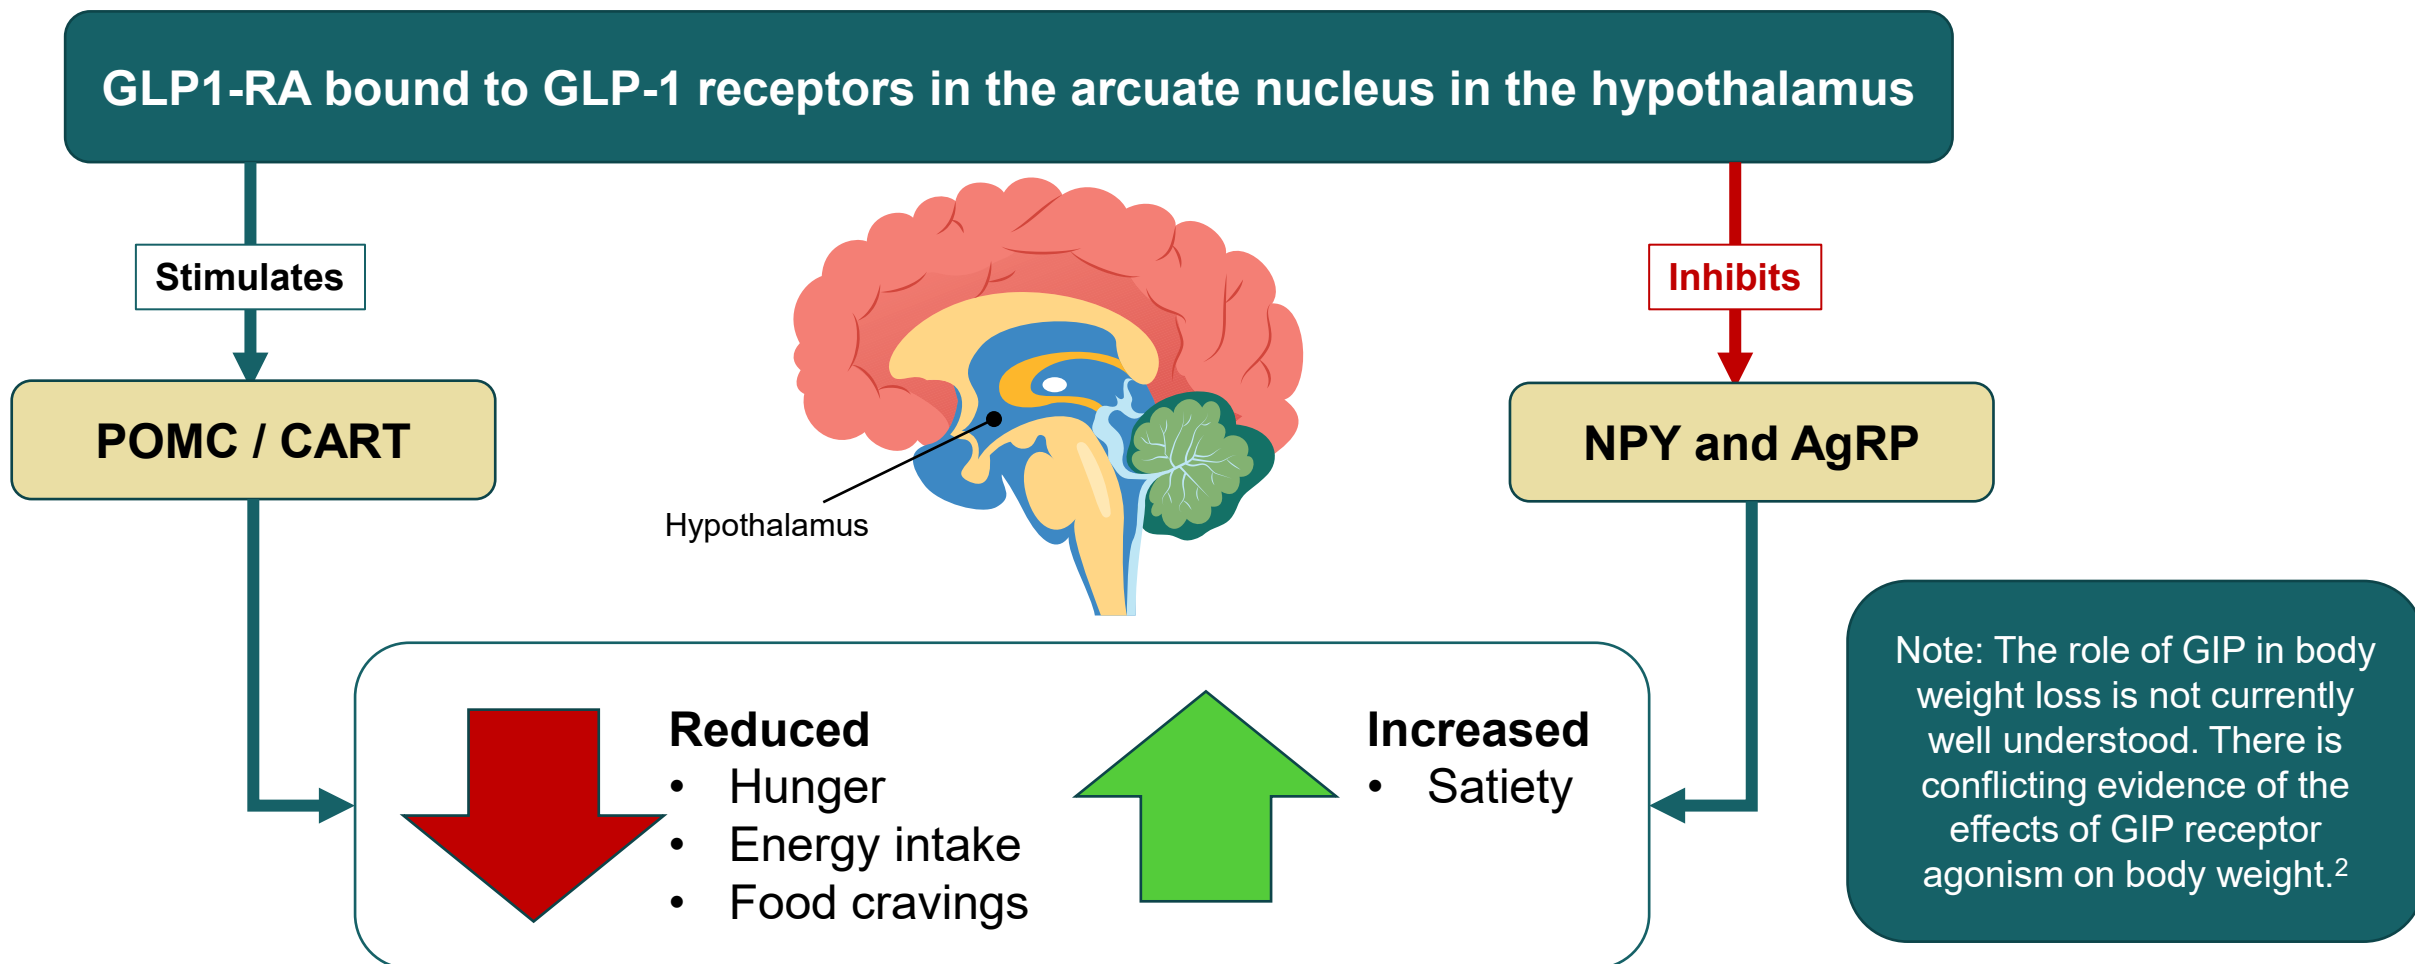 GLP1-RA bound to GLP-1 receptors in the arcuate nucleus in the hypothalamus
Stimulates
Inhibits
POMC / CART
NPY and AgRP
Hypothalamus
Reduced
• Hunger
• Energy intake
• Food cravings
Increased
• Satiety
Note: The role of GIP in body
weight loss is not currently
well understood. There is
conflicting evidence of the
effects of GIP receptor
agonism on body weight.²